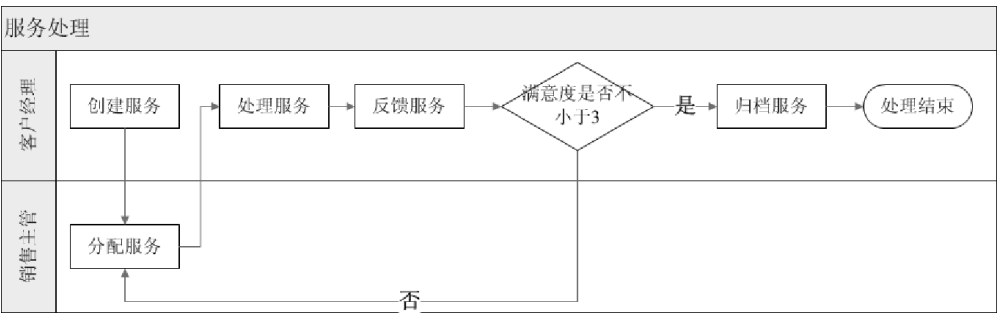 服务处理
客户经理
创建服务
处理服务
反馈服务
满意度是否不
小于3
是
归档服务
处理结束
销售主管
分配服务
否